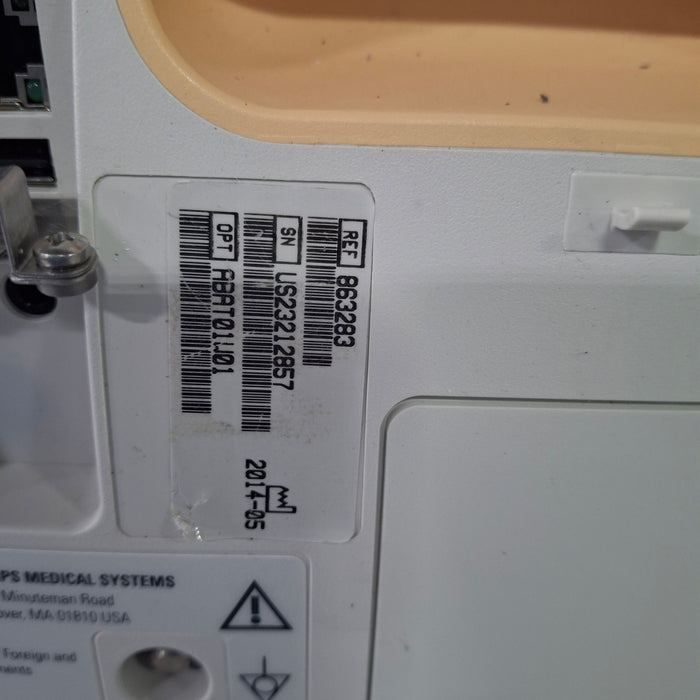 REF 863283
SN US23212857
OPT ABAT01W01
2014-05
PS MEDICAL SYSTEMS
Minuteman Road
over, MA 01810 USA
Foreign and
ments